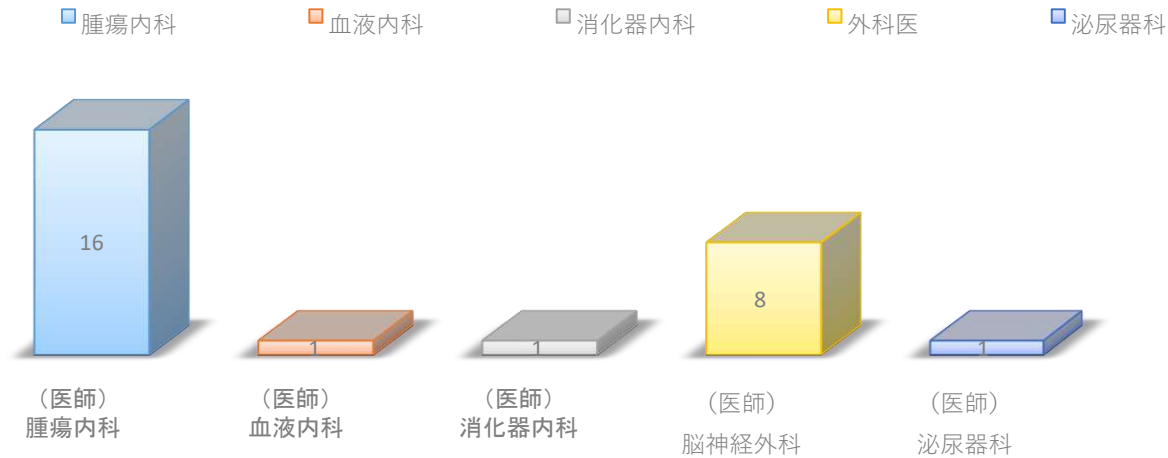 腫瘍内科 血液内科 消化器内科 外科医 泌尿器科
16
1
1
8
1
（医師） （医師） （医師） （医師） （医師）
腫瘍内科 血液内科 消化器内科 脳神経外科 泌尿器科